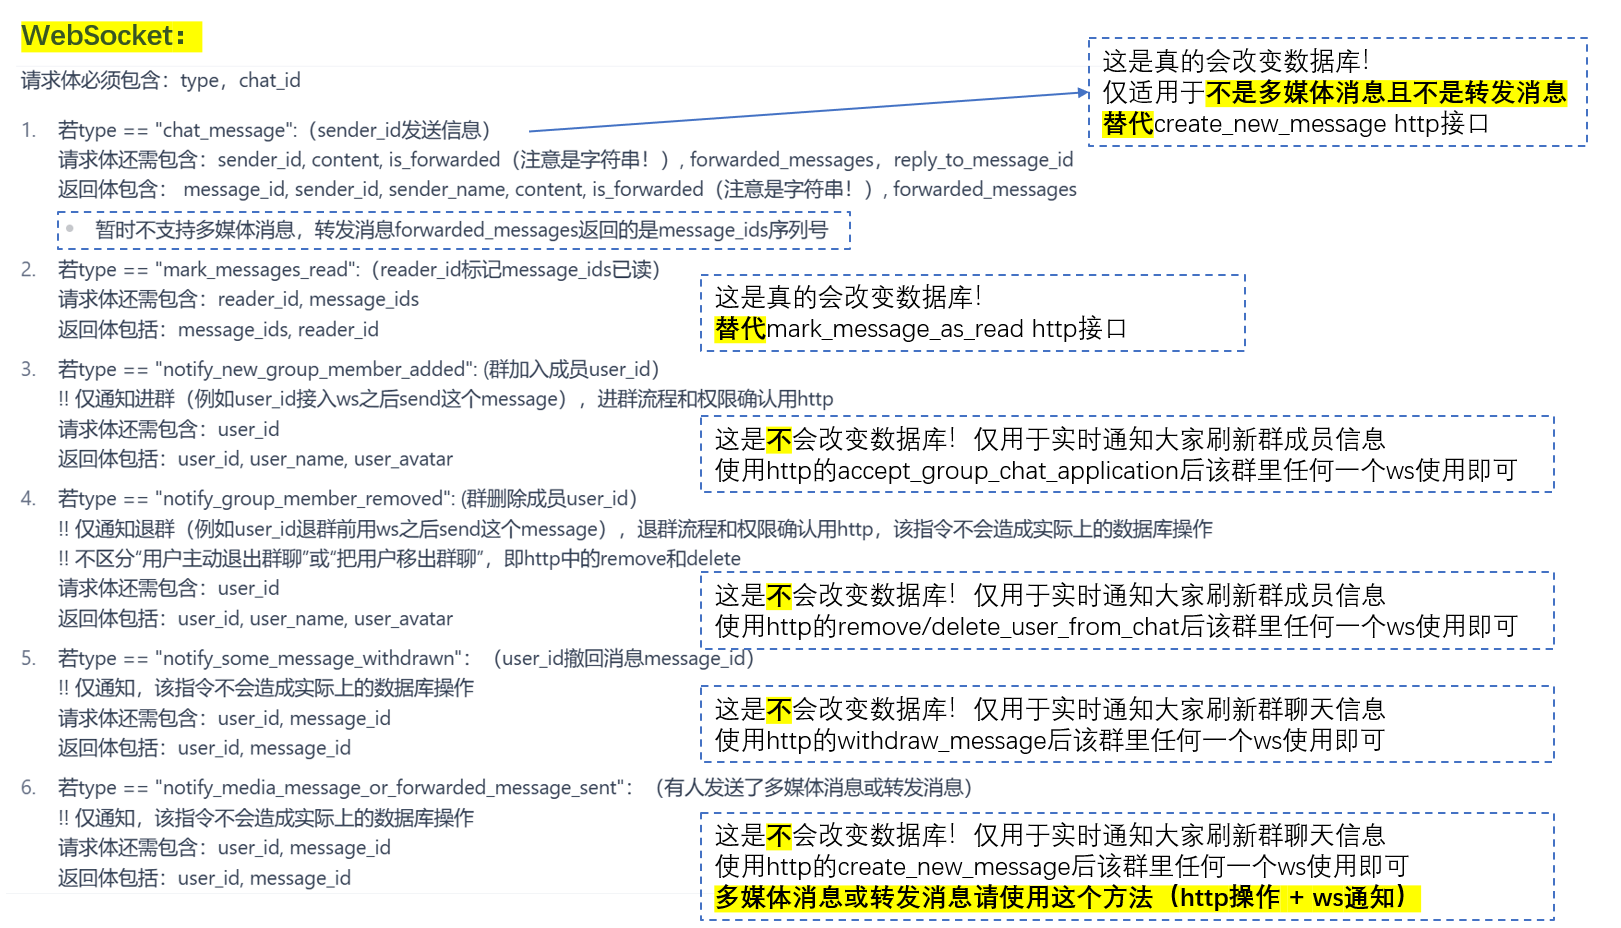 WebSocket：
请求体必须包含：type，chat_id
这是真的会改变数据库！
仅适用于不是多媒体消息且不是转发消息
替代create_new_message http接口
1. 若type == "chat_message":（sender_id发送信息）
请求体还需包含：sender_id, content, is_forwarded（注意是字符串！）, forwarded_messages，reply_to_message_id
返回体包含： message_id, sender_id, sender_name, content, is_forwarded（注意是字符串！）, forwarded_messages
• 暂时不支持多媒体消息，转发消息forwarded_messages返回的是message_ids序列号
2. 若type == "mark_messages_read":（reader_id标记message_ids已读）
请求体还需包含：reader_id, message_ids
返回体包括：message_ids, reader_id
这是真的会改变数据库！
替代mark_message_as_read http接口
3. 若type == "notify_new_group_member_added": (群加入成员user_id）
!! 仅通知进群（例如user_id接入ws之后send这个message），进群流程和权限确认用http
请求体还需包含：user_id
返回体包括：user_id, user_name, user_avatar
这是不会改变数据库！仅用于实时通知大家刷新群成员信息
使用http的accept_group_chat_application后该群里任何一个ws使用即可
4. 若type == "notify_group_member_removed": (群删除成员user_id）
!! 仅通知退群（例如user_id退群前用ws之后send这个message），退群流程和权限确认用http，该指令不会造成实际上的数据库操作
!! 不区分“用户主动退出群聊”或“把用户移出群聊”，即http中的remove和delete
请求体还需包含：user_id
返回体包括：user_id, user_name, user_avatar
这是不会改变数据库！仅用于实时通知大家刷新群成员信息
使用http的remove/delete_user_from_chat后该群里任何一个ws使用即可
5. 若type == "notify_some_message_withdrawn"：（user_id撤回消息message_id）
!! 仅通知，该指令不会造成实际上的数据库操作
请求体还需包含：user_id, message_id
返回体包括：user_id, message_id
这是不会改变数据库！仅用于实时通知大家刷新群聊天信息
使用http的withdraw_message后该群里任何一个ws使用即可
6. 若type == "notify_media_message_or_forwarded_message_sent"：（有人发送了多媒体消息或转发消息）
!! 仅通知，该指令不会造成实际上的数据库操作
请求体还需包含：user_id, message_id
返回体包括：user_id, message_id
这是不会改变数据库！仅用于实时通知大家刷新群聊天信息
使用http的create_new_message后该群里任何一个ws使用即可
多媒体消息或转发消息请使用这个方法（http操作 + ws通知）